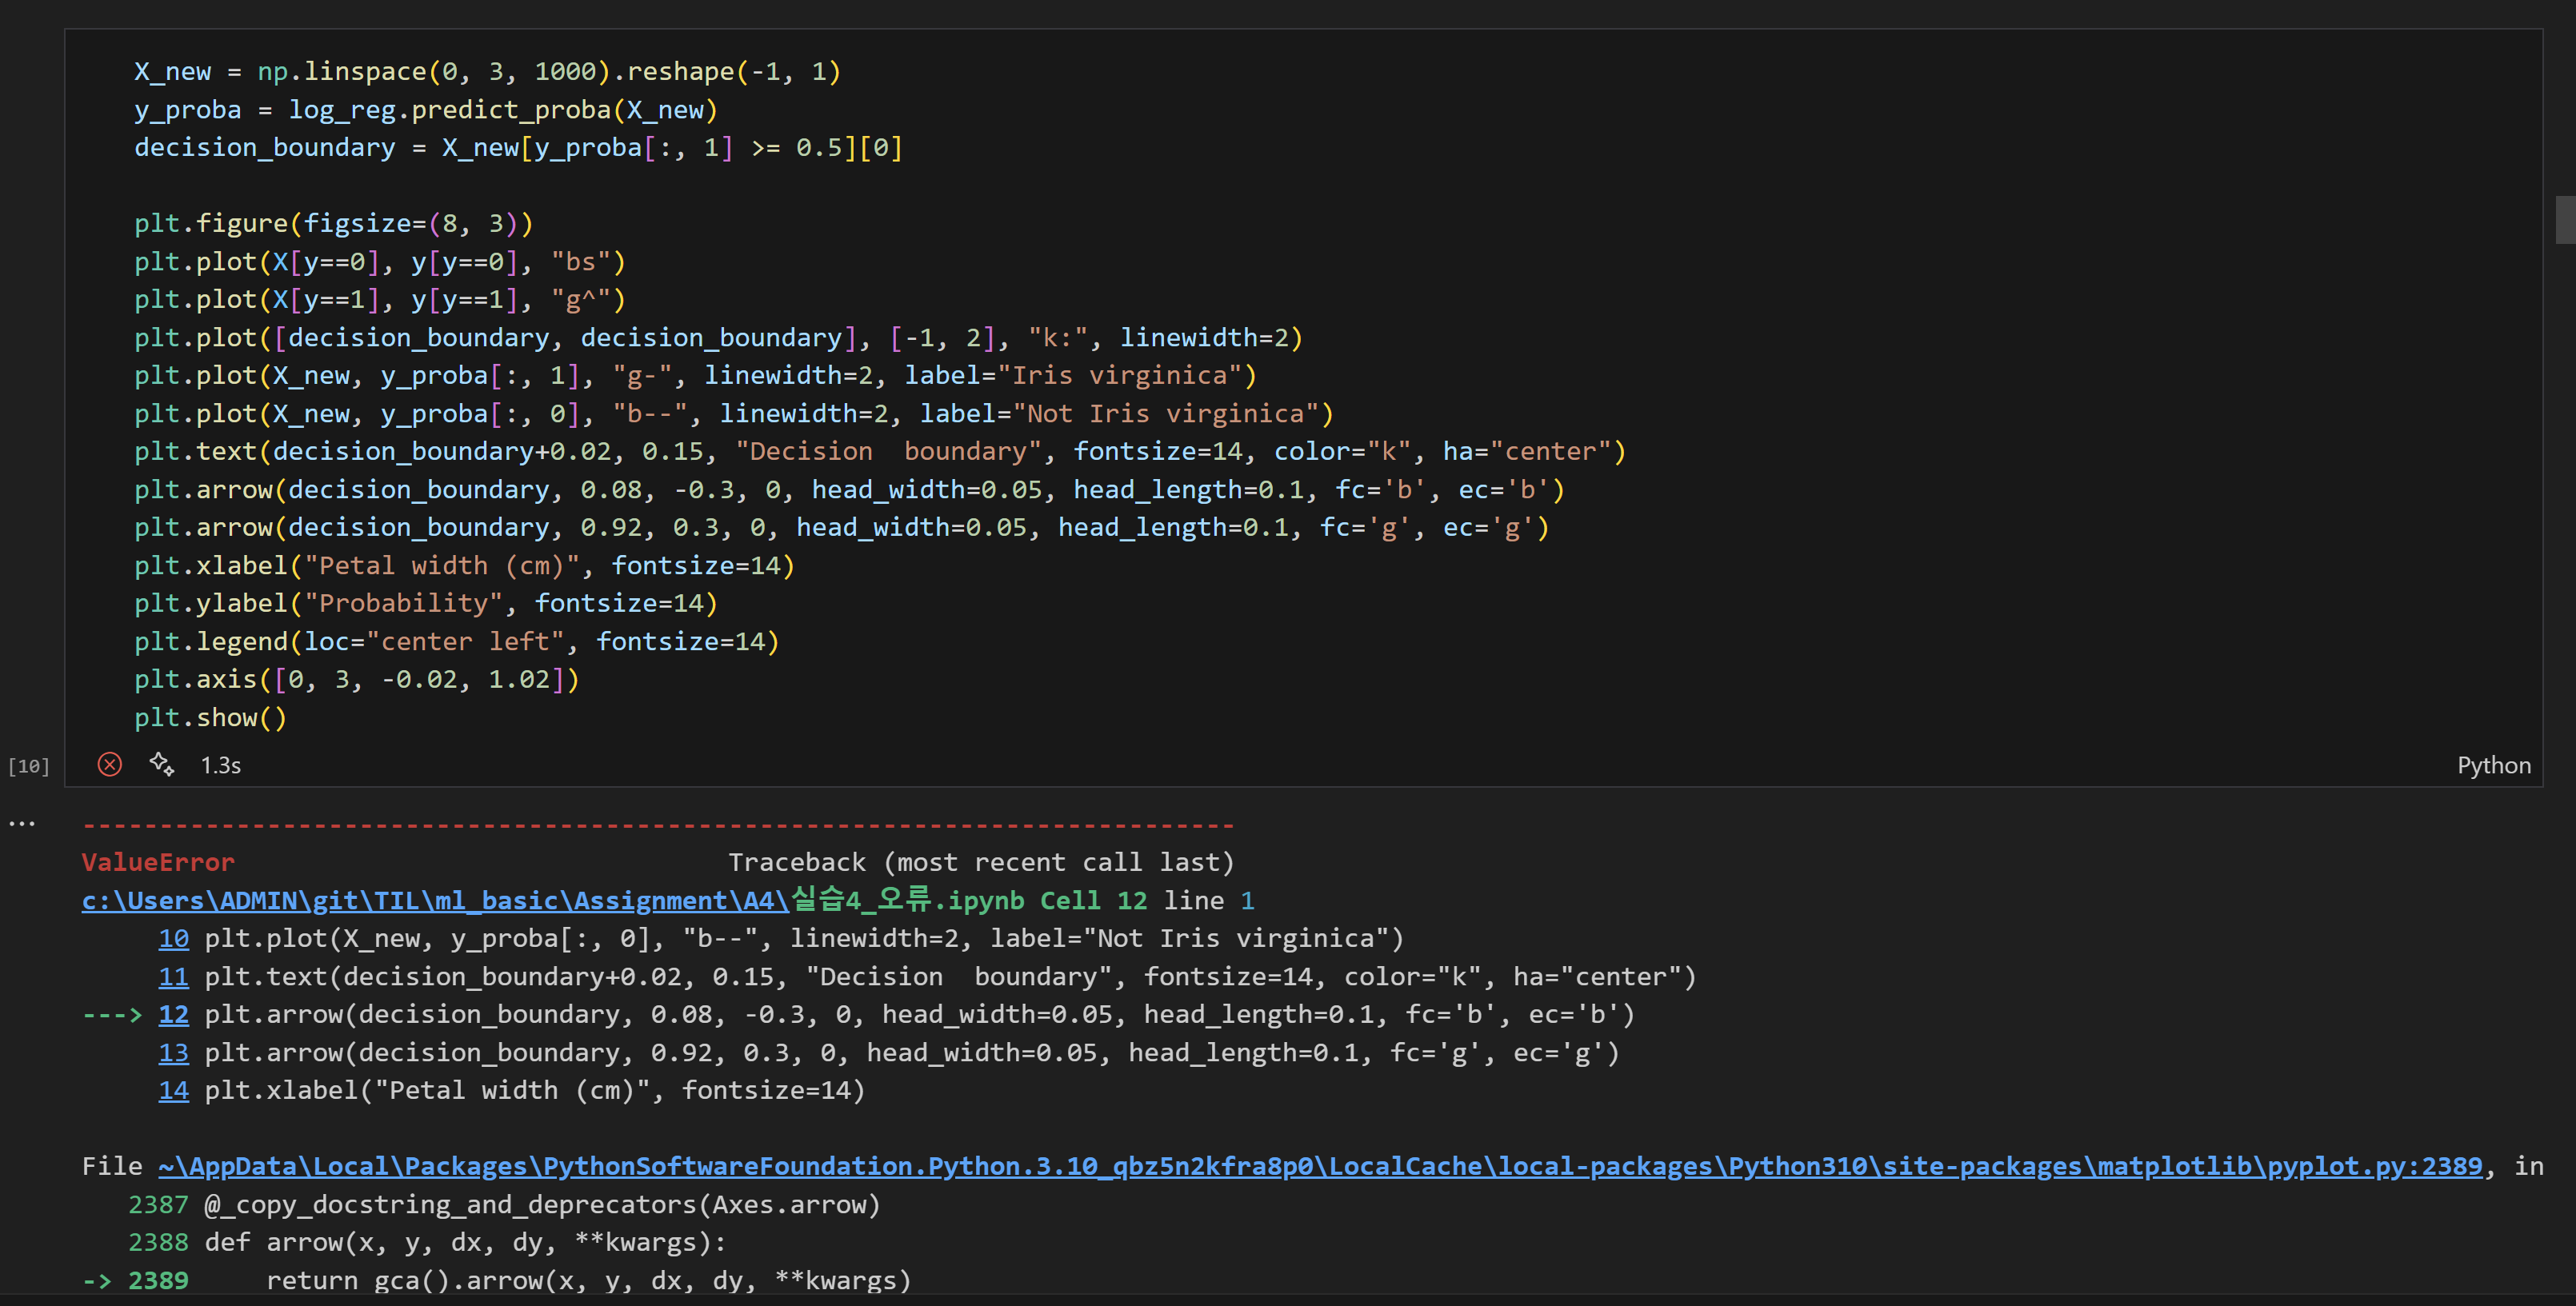 X_new = np.linspace(0, 3, 1000).reshape(-1, 1)
y_proba = log_reg.predict_proba(X_new)
decision_boundary = X_new[y_proba[:, 1] >= 0.5][0]
plt.figure(figsize=(8, 3))
plt.plot(X[y==0], y[y==0], "bs")
plt.plot(X[y==1], y[y==1], "g^")
plt.plot([decision_boundary, decision_boundary], [-1, 2], "k:", linewidth=2)
plt.plot(X_new, y_proba[:, 1], "g-", linewidth=2, label="Iris virginica")
plt.plot(X_new, y_proba[:, 0], "b--", linewidth=2, label="Not Iris virginica")
plt.text(decision_boundary+0.02, 0.15, "Decision  boundary", fontsize=14, color="k", ha="center")
plt.arrow(decision_boundary, 0.08, -0.3, 0, head_width=0.05, head_length=0.1, fc='b', ec='b')
plt.arrow(decision_boundary, 0.92, 0.3, 0, head_width=0.05, head_length=0.1, fc='g', ec='g')
plt.xlabel("Petal width (cm)", fontsize=14)
plt.ylabel("Probability", fontsize=14)
plt.legend(loc="center left", fontsize=14)
plt.axis([0, 3, -0.02, 1.02])
plt.show()
[10] 1.3s Python
... ---------------------------------------------------------------------------
ValueError                                Traceback (most recent call last)
c:\Users\ADMIN\git\TIL\ml_basic\Assignment\A4\실습4_오류.ipynb Cell 12 line 1
     10 plt.plot(X_new, y_proba[:, 0], "b--", linewidth=2, label="Not Iris virginica")
     11 plt.text(decision_boundary+0.02, 0.15, "Decision  boundary", fontsize=14, color="k", ha="center")
---> 12 plt.arrow(decision_boundary, 0.08, -0.3, 0, head_width=0.05, head_length=0.1, fc='b', ec='b')
     13 plt.arrow(decision_boundary, 0.92, 0.3, 0, head_width=0.05, head_length=0.1, fc='g', ec='g')
     14 plt.xlabel("Petal width (cm)", fontsize=14)
File ~\AppData\Local\Packages\PythonSoftwareFoundation.Python.3.10_qbz5n2kfra8p0\LocalCache\local-packages\Python310\site-packages\matplotlib\pyplot.py:2389, in
   2387 @_copy_docstring_and_deprecators(Axes.arrow)
   2388 def arrow(x, y, dx, dy, **kwargs):
-> 2389     return gca().arrow(x, y, dx, dy, **kwargs)